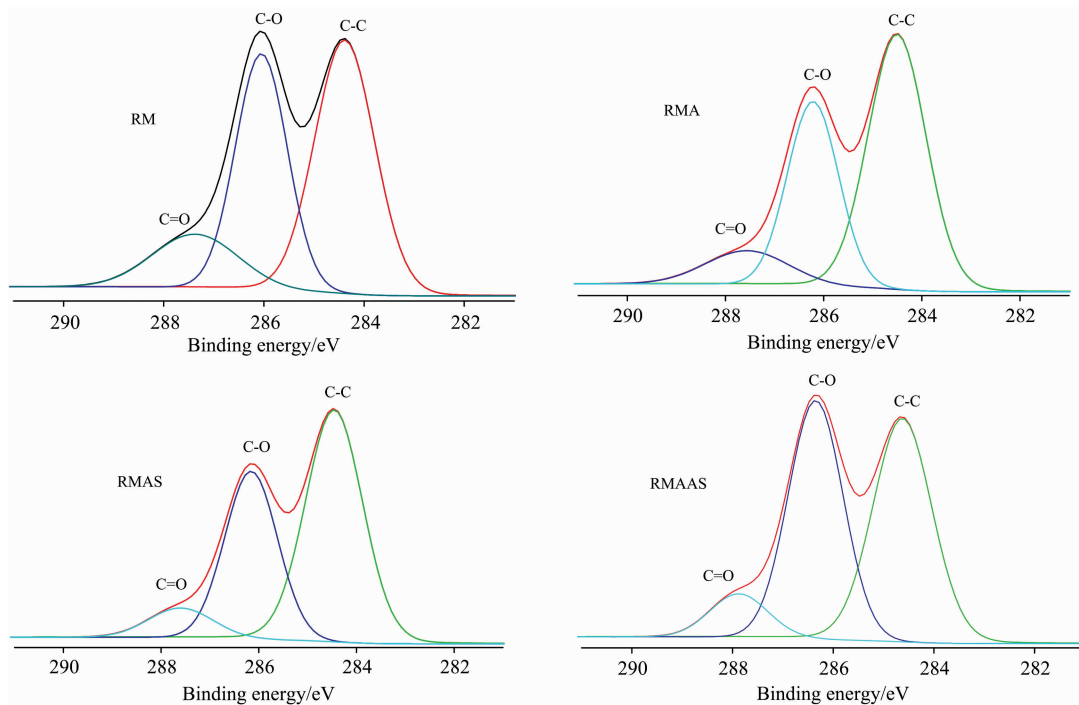 C-O
C-C
RM
C=O
290 288 286 284 282
Binding energy/eV
C-C
C-O
RMA
C=O
290 288 286 284 282
Binding energy/eV
C-C
C-O
RMAS
C=O
290 288 286 284 282
Binding energy/eV
C-O
C-C
RMAAS
C=O
290 288 286 284 282
Binding energy/eV